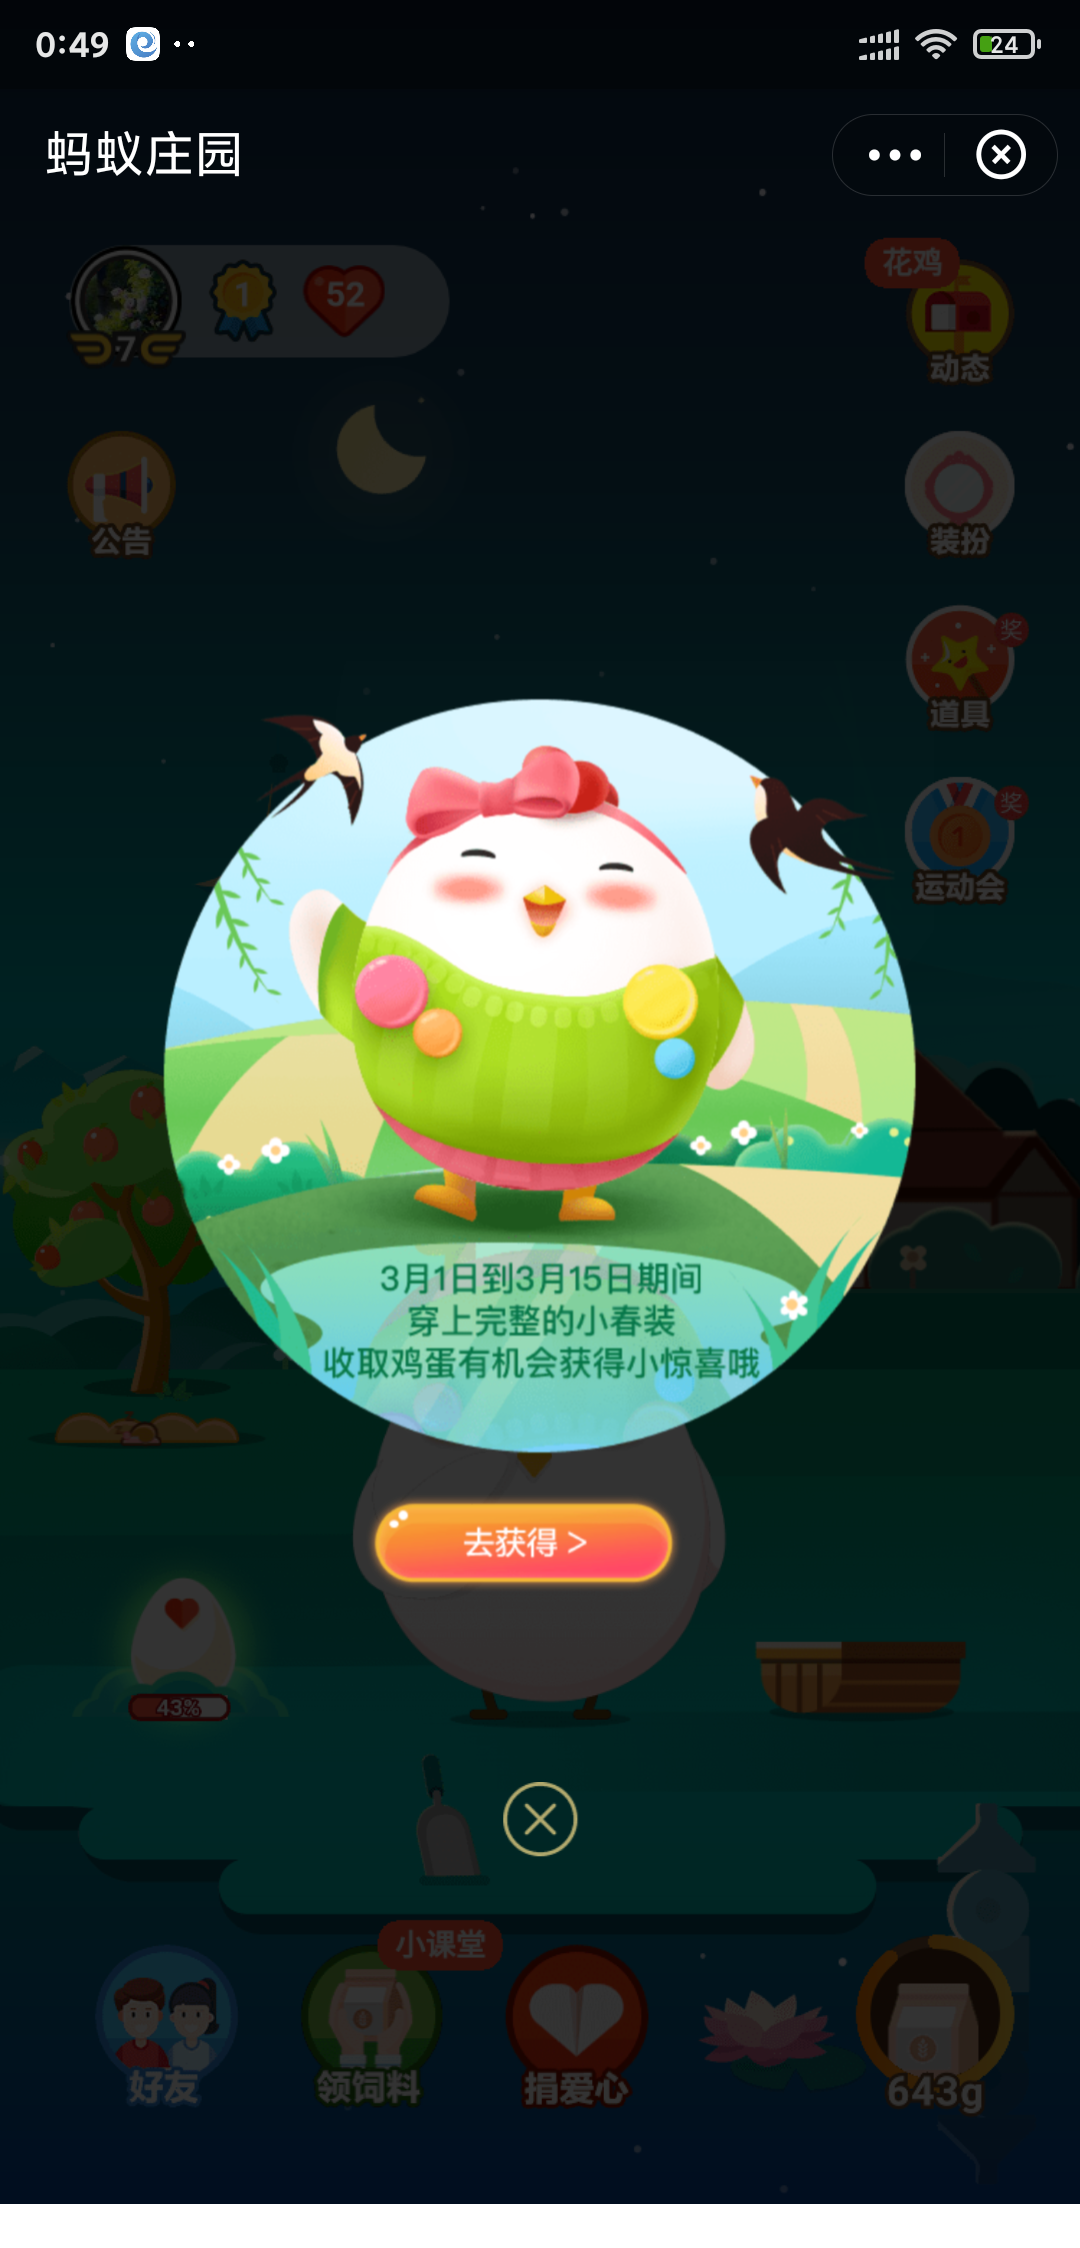 0:49
24
蚂蚁庄园
花鸡
1
52
7
动态
公告
装扮
奖
道具
奖
1
运动会
3月1日到3月15日期间
穿上完整的小春装
收取鸡蛋有机会获得小惊喜哦
去获得 >
43%
小课堂
好友
领饲料
捐爱心
643g